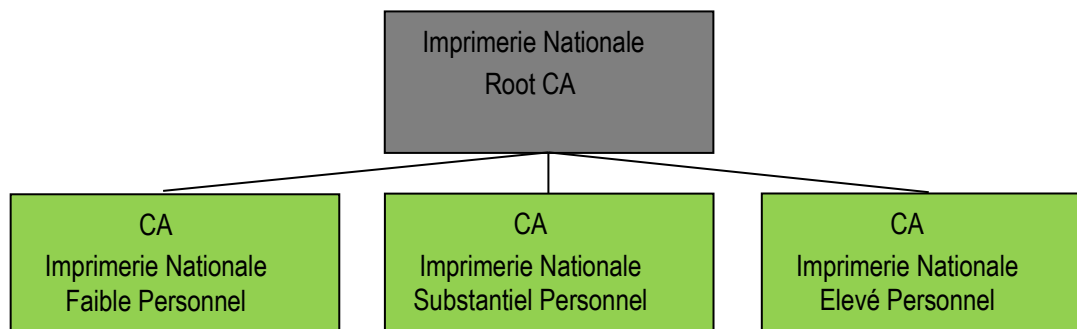 Imprimerie Nationale
Root CA
CA
Imprimerie Nationale
Faible Personnel
CA
Imprimerie Nationale
Substantiel Personnel
CA
Imprimerie Nationale
Elevé Personnel